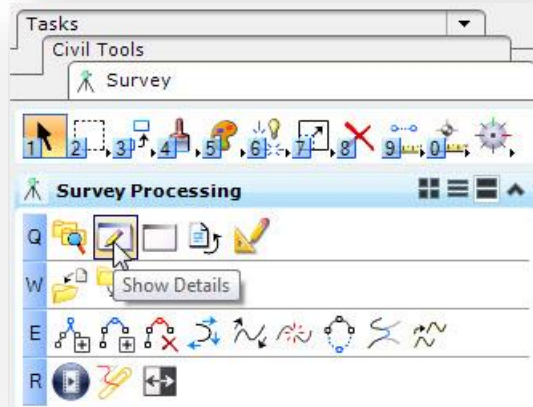 Tasks
Civil Tools
Survey
1 2 3 4 5 6 7 8 9 0
Survey Processing
Q
Show Details
W
E
R